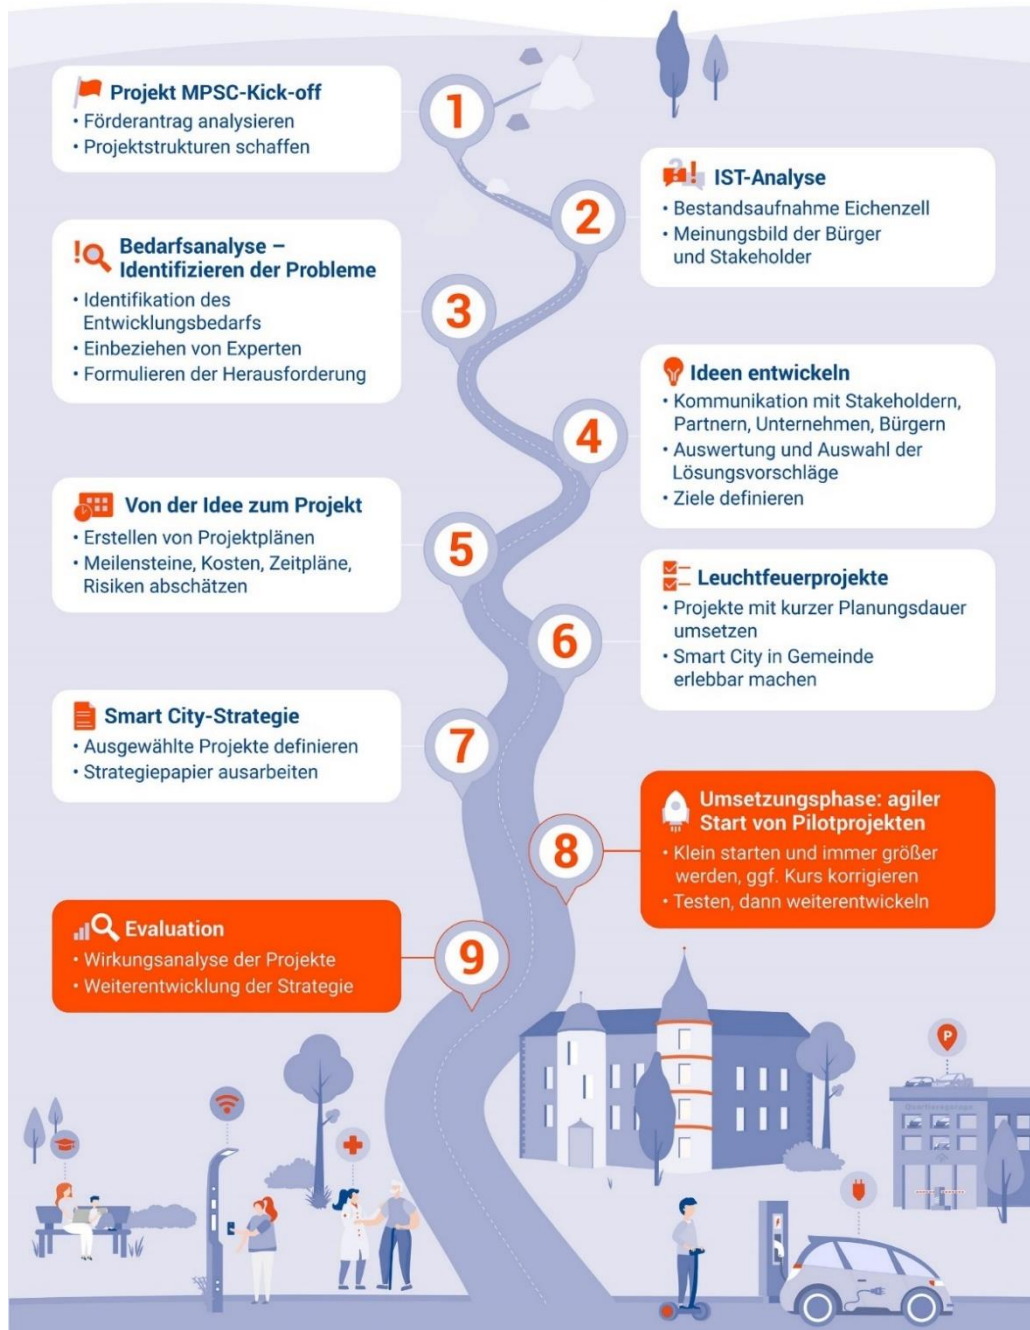 Projekt MPSC-Kick-off
• Förderantrag analysieren
• Projektstrukturen schaffen
1
2
IST-Analyse
• Bestandsaufnahme Eichenzell
• Meinungsbild der Bürger
und Stakeholder
Bedarfsanalyse –
Identifizieren der Probleme
• Identifikation des
Entwicklungsbedarfs
• Einbeziehen von Experten
• Formulieren der Herausforderung
3
4
Ideen entwickeln
• Kommunikation mit Stakeholdern,
Partnern, Unternehmen, Bürgern
• Auswertung und Auswahl der
Lösungsvorschläge
• Ziele definieren
Von der Idee zum Projekt
• Erstellen von Projektplänen
• Meilensteine, Kosten, Zeitpläne,
Risiken abschätzen
5
6
Leuchtfeuerprojekte
• Projekte mit kurzer Planungsdauer
umsetzen
• Smart City in Gemeinde
erlebbar machen
Smart City-Strategie
• Ausgewählte Projekte definieren
• Strategiepapier ausarbeiten
7
8
Umsetzungsphase: agiler
Start von Pilotprojekten
• Klein starten und immer größer
werden, ggf. Kurs korrigieren
• Testen, dann weiterentwickeln
Evaluation
• Wirkungsanalyse der Projekte
• Weiterentwicklung der Strategie
9
P